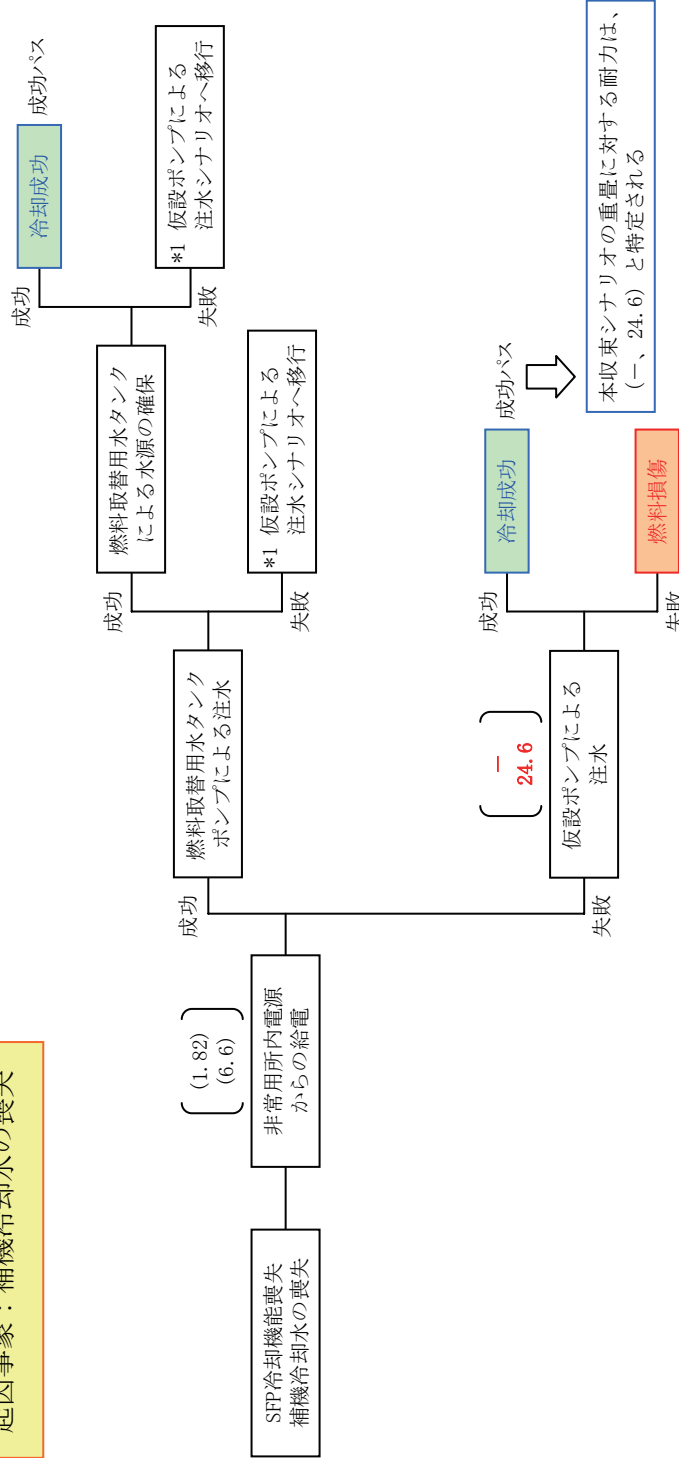 起因事象：補機冷却水の喪失
SFP冷却機能喪失
補機冷却水の喪失
(1.82)
(6.6)
非常用所内電源
からの給電
成功
失敗
燃料取替用水タンク
ポンプによる注水
成功
失敗
燃料取替用水タンク
による水源の確保
*1 仮設ポンプによる
注水シナリオへ移行
成功
失敗
冷却成功
成功パス
*1 仮設ポンプによる
注水シナリオへ移行
－
24.6
仮設ポンプによる
注水
成功
失敗
冷却成功
成功パス
燃料損傷
本収束シナリオの重畳に対する耐力は、
(－、24.6) と特定される